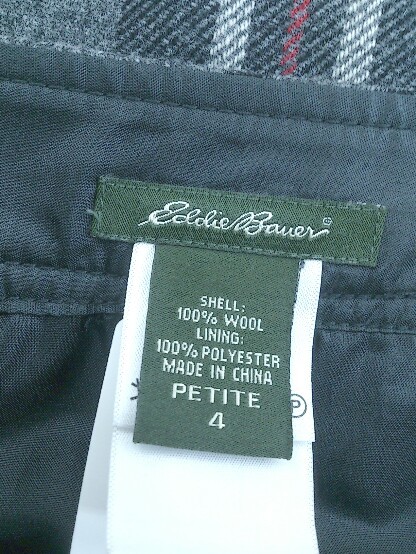 Eddie Bauer®
SHELL:
100% WOOL
LINING:
100% POLYESTER
MADE IN CHINA
PETITE
4
P